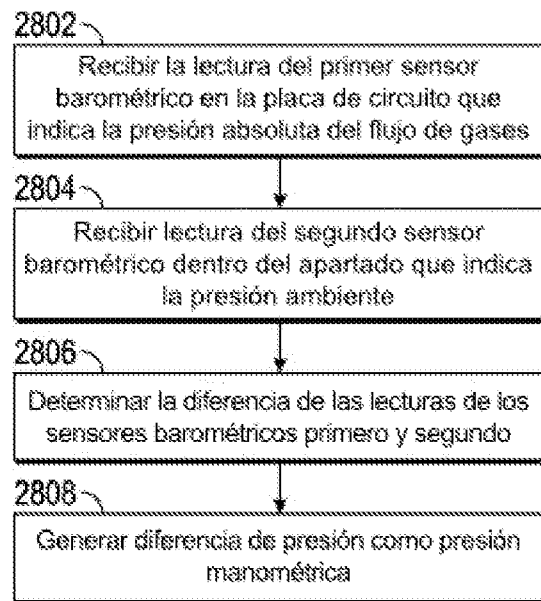 2802
Recibir la lectura del primer sensor
barométrico en la placa de circuito que
indica la presión absoluta del flujo de gases
2804
Recibir lectura del segundo sensor
barométrico dentro del apartado que indica
la presión ambiente
2806
Determinar la diferencia de las lecturas de los
sensores barométricos primero y segundo
2808
Generar diferencia de presión como presión
manométrica